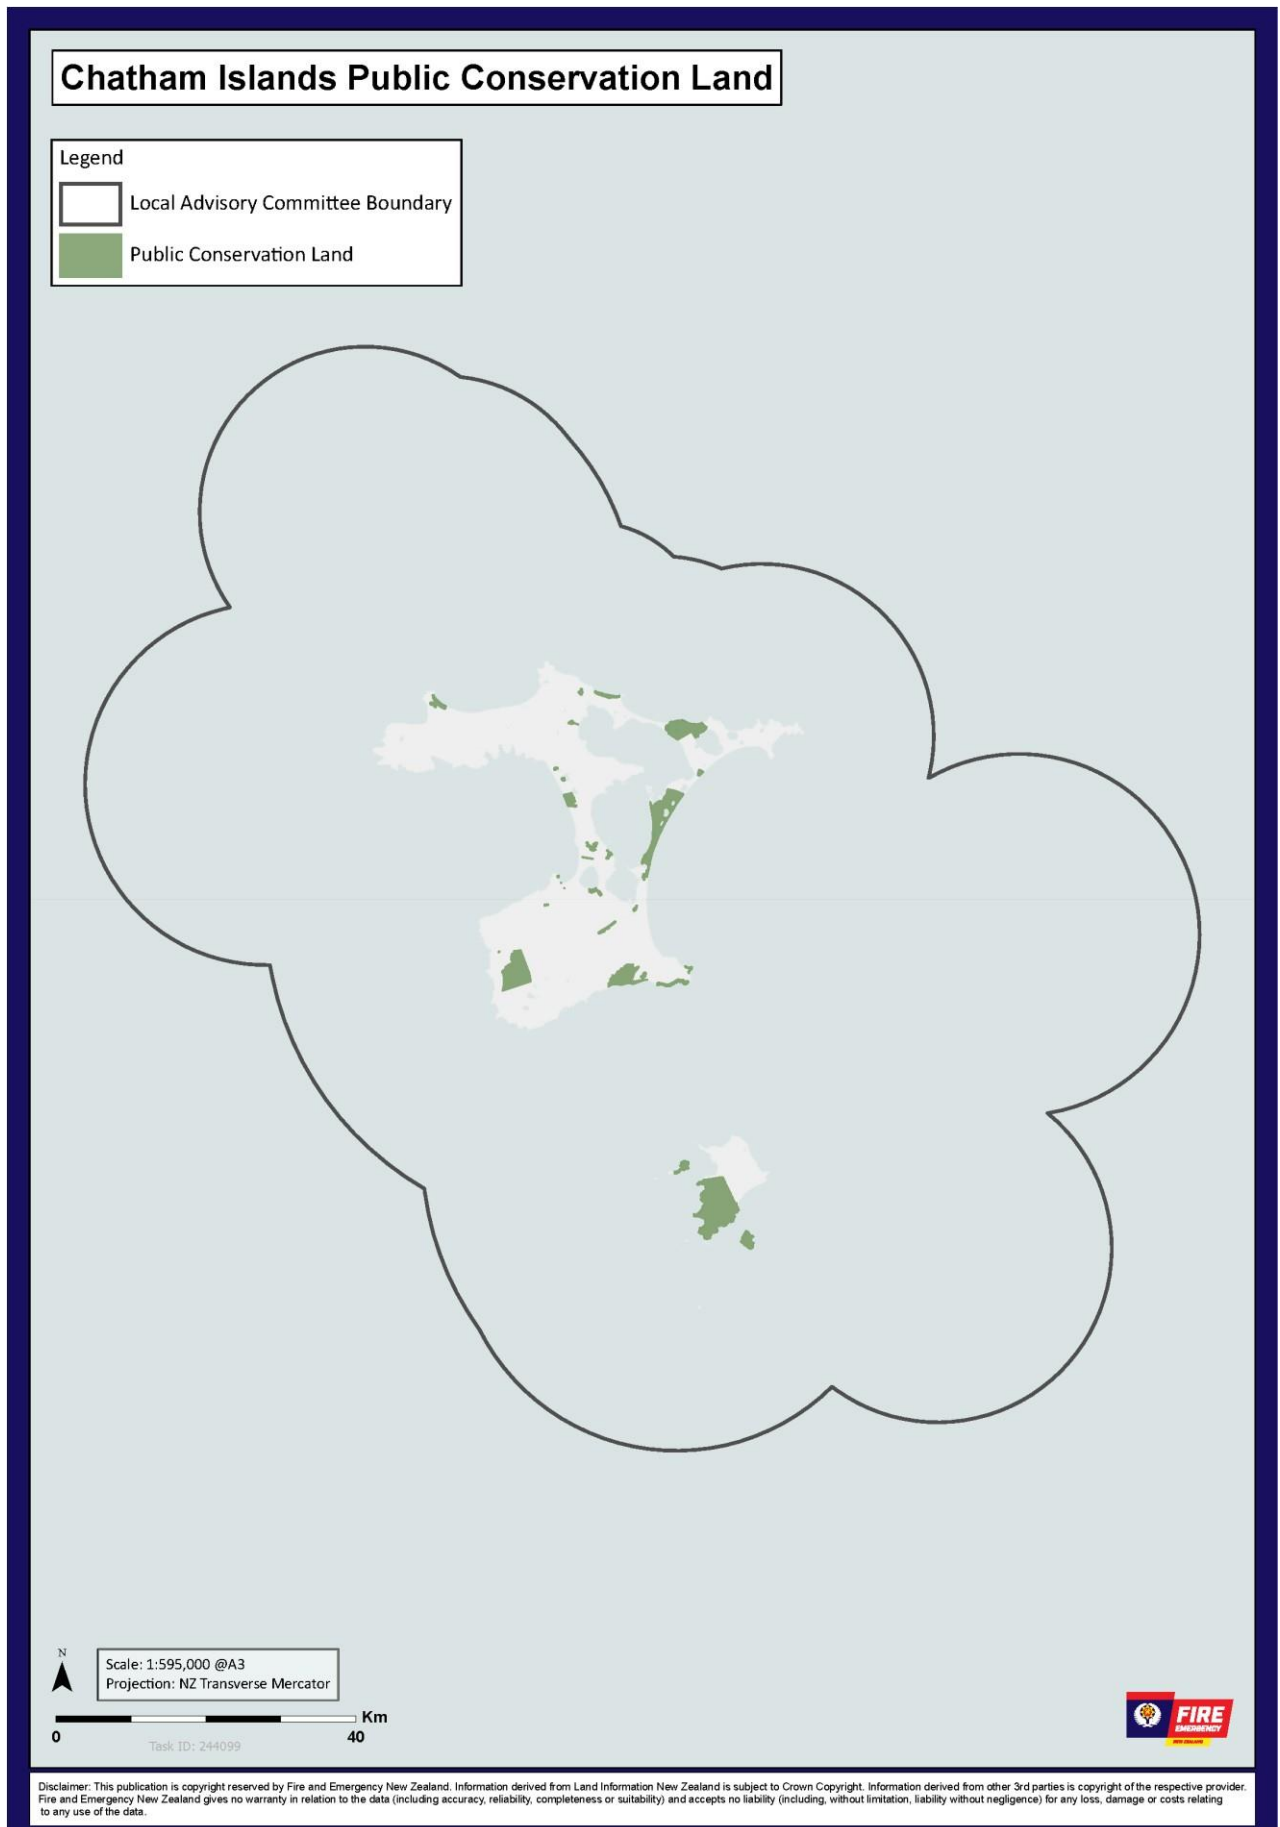 Chatham Islands Public Conservation Land
Legend
Local Advisory Committee Boundary
Public Conservation Land
N
Scale: 1:595,000 @A3
Projection: NZ Transverse Mercator
Km
0 40
Task ID: 244099
FIRE
EMERGENCY
NEW ZEALAND
Disclaimer: This publication is copyright reserved by Fire and Emergency New Zealand. Information derived from Land Information New Zealand is subject to Crown Copyright. Information derived from other 3rd parties is copyright of the respective provider.
Fire and Emergency New Zealand gives no warranty in relation to the data (including accuracy, reliability, completeness or suitability) and accepts no liability (including, without limitation, liability without negligence) for any loss, damage or costs relating
to any use of the data.